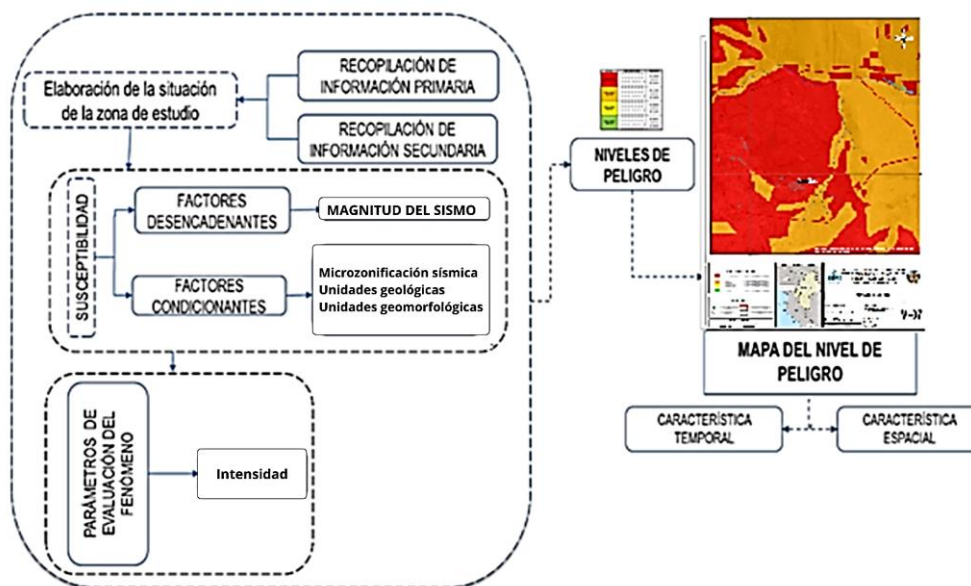 Elaboración de la situación
de la zona de estudio
RECOPILACIÓN DE
INFORMACIÓN PRIMARIA
RECOPILACIÓN DE
INFORMACIÓN SECUNDARIA
SUSCEPTIBILIDAD
FACTORES
DESENCADENANTES
MAGNITUD DEL SISMO
FACTORES
CONDICIONANTES
Microzonificación sísmica
Unidades geológicas
Unidades geomorfológicas
PARÁMETROS DE
EVALUACIÓN DEL
FENÓMENO
Intensidad
NIVELES DE
PELIGRO
MAPA DEL NIVEL DE
PELIGRO
CARACTERÍSTICA
TEMPORAL
CARACTERÍSTICA
ESPACIAL